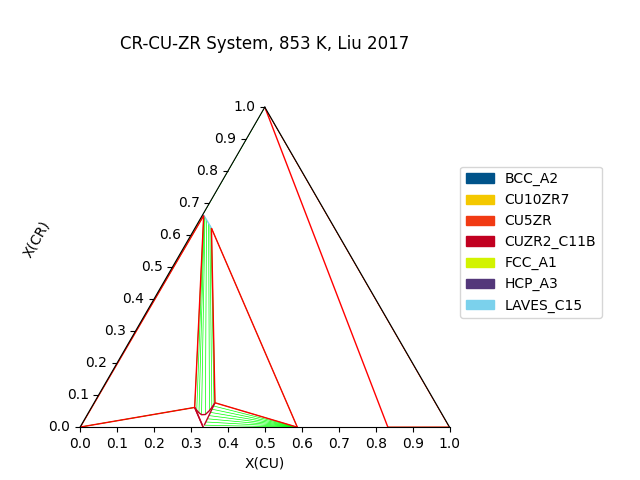 CR-CU-ZR System, 853 K, Liu 2017
1.0
0.9
0.8
0.7
0.6
0.5
0.4
0.3
0.2
0.1
0.0
X(CR)
0.0 0.1 0.2 0.3 0.4 0.5 0.6 0.7 0.8 0.9 1.0
X(CU)
BCC_A2
CU10ZR7
CU5ZR
CUZR2_C11B
FCC_A1
HCP_A3
LAVES_C15